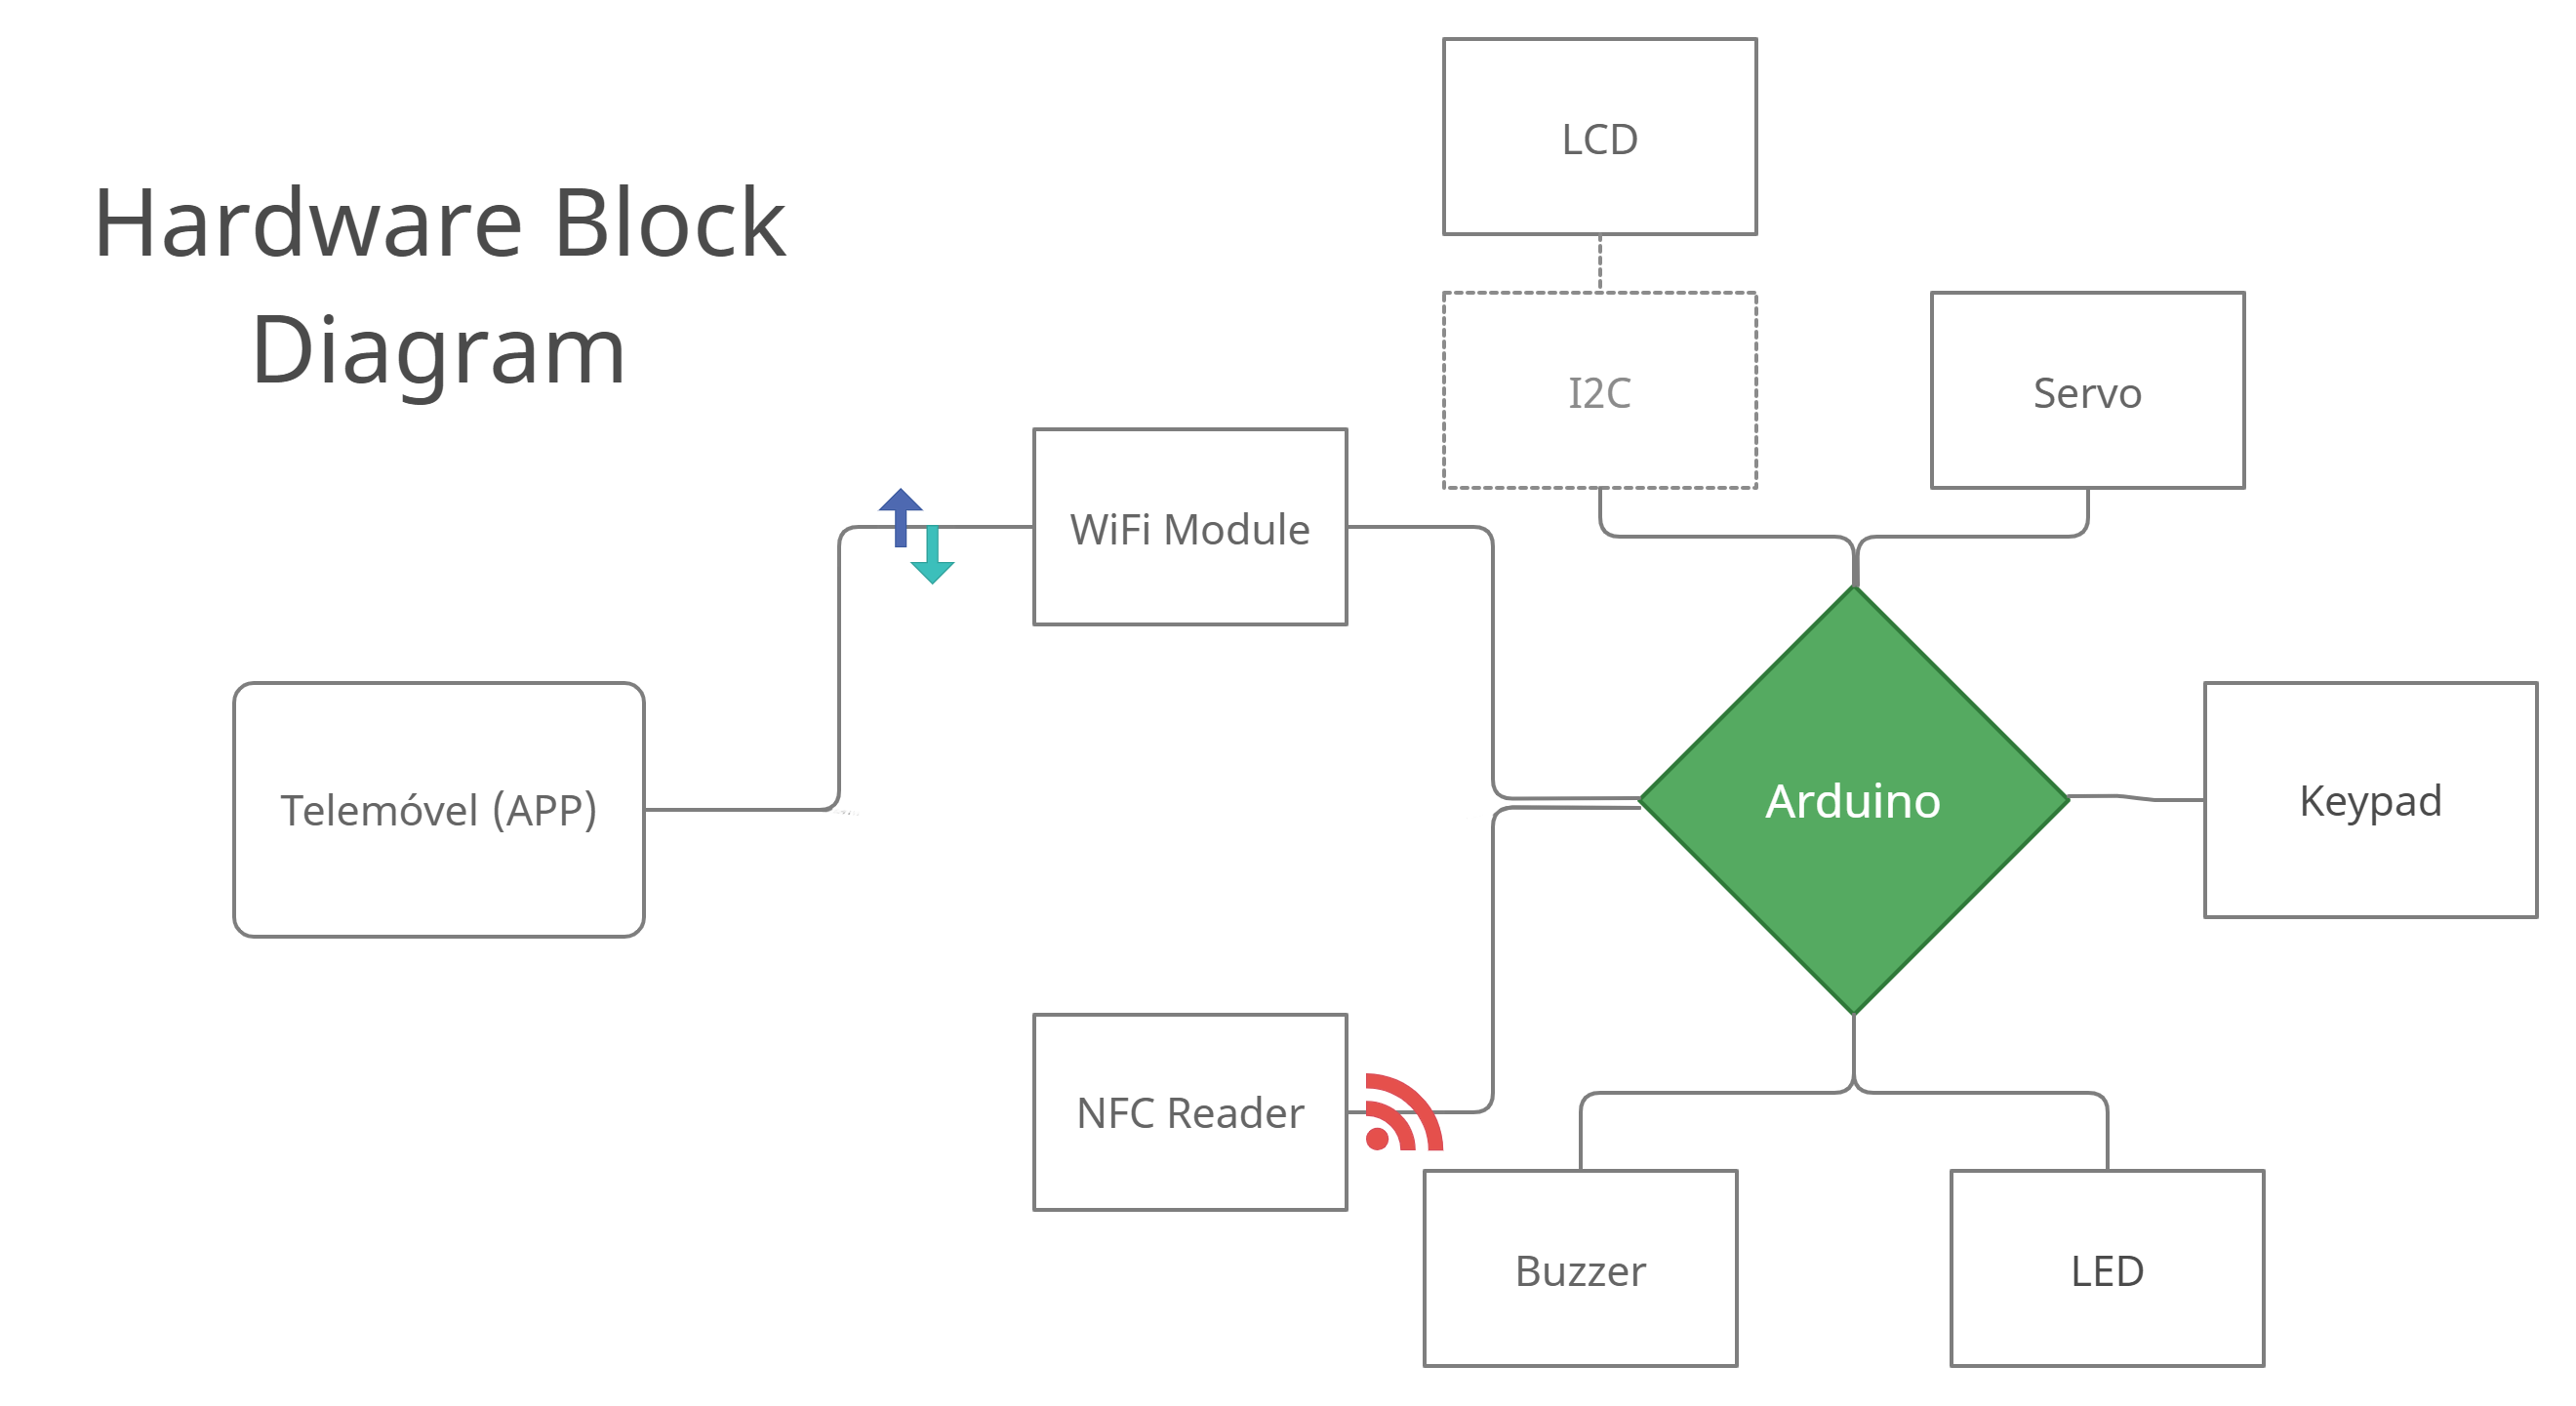 Hardware Block
Diagram
LCD
I2C
Servo
WiFi Module
Telemóvel (APP)
Arduino
Keypad
NFC Reader
Buzzer
LED